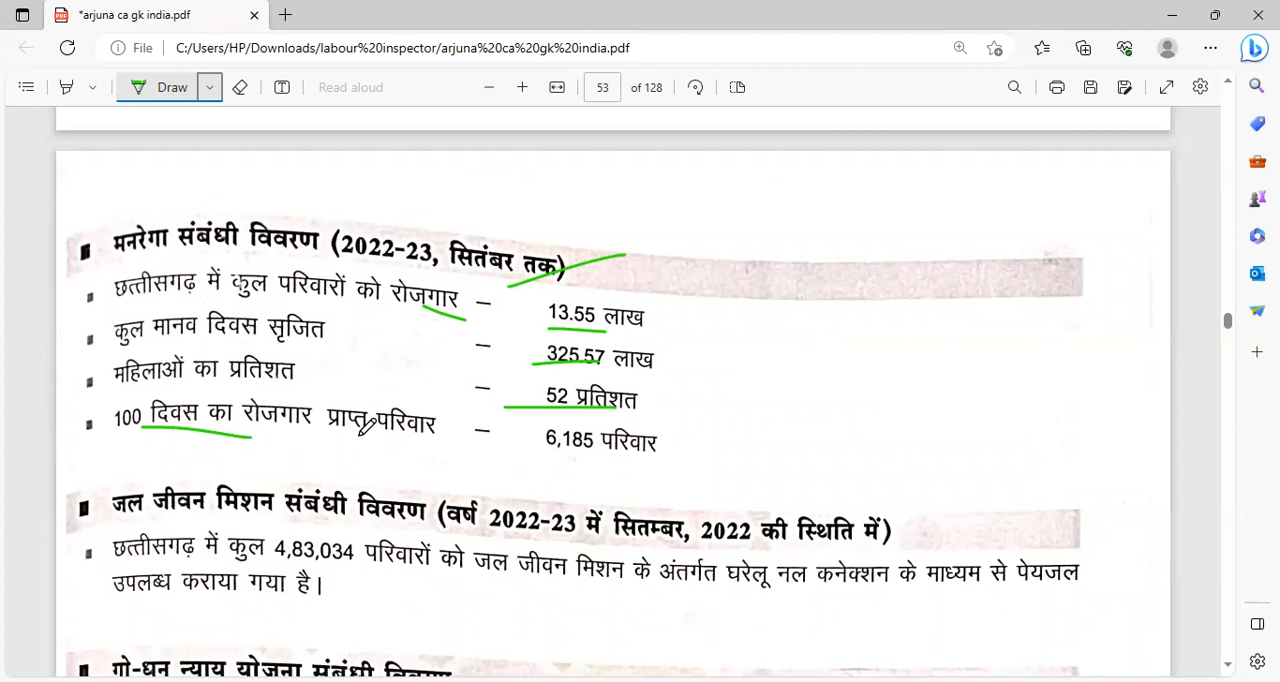 *arjuna ca gk india.pdf
File C:/Users/HP/Downloads/labour%20inspector/arjuna%20ca%20gk%20india.pdf
Draw Read aloud 53 of 128
मनरेगा संबंधी विवरण (2022-23, सितंबर तक)
छत्तीसगढ़ में कुल परिवारों को रोजगार – 13.55 लाख
कुल मानव दिवस सृजित – 325.57 लाख
महिलाओं का प्रतिशत – 52 प्रतिशत
100 दिवस का रोजगार प्राप्त परिवार – 6,185 परिवार
जल जीवन मिशन संबंधी विवरण (वर्ष 2022-23 में सितम्बर, 2022 की स्थिति में)
छत्तीसगढ़ में कुल 4,83,034 परिवारों को जल जीवन मिशन के अंतर्गत घरेलू नल कनेक्शन के माध्यम से पेयजल
उपलब्ध कराया गया है।
गो-धन न्याय योजना संबंधी विवरण